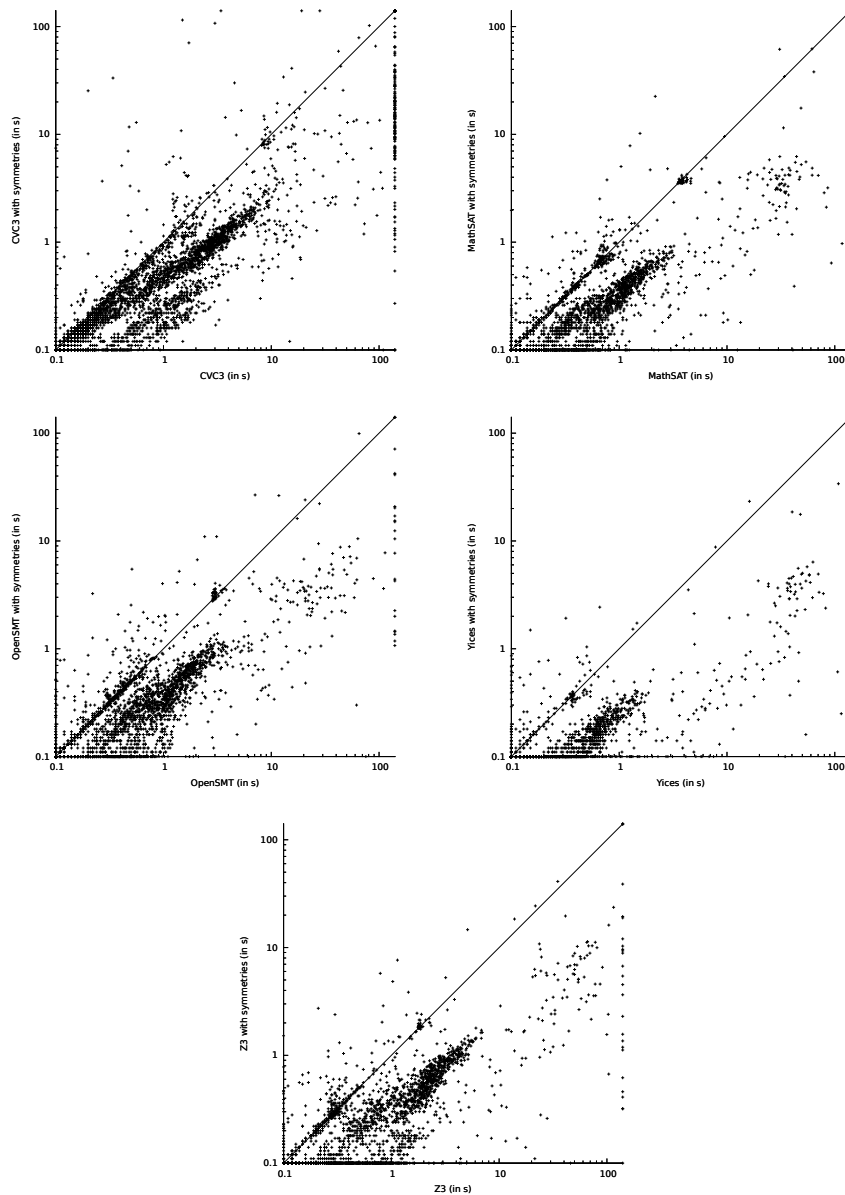 100
10
1
0.1
CVC3 with symmetries (in s)
0.1 1 10 100
CVC3 (in s)
100
10
1
0.1
MathSAT with symmetries (in s)
0.1 1 10 100
MathSAT (in s)
100
10
1
0.1
OpenSMT with symmetries (in s)
0.1 1 10 100
OpenSMT (in s)
100
10
1
0.1
Yices with symmetries (in s)
0.1 1 10 100
Yices (in s)
100
10
1
0.1
Z3 with symmetries (in s)
0.1 1 10 100
Z3 (in s)